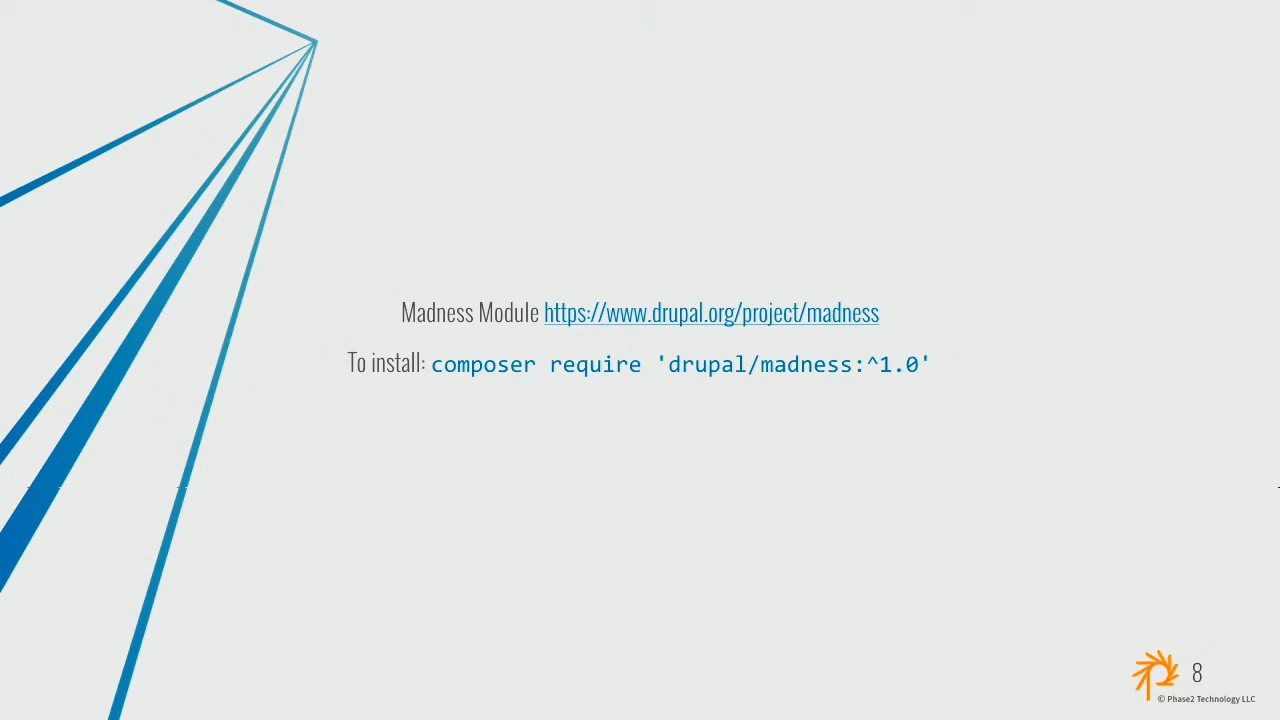 Madness Module https://www.drupal.org/project/madness
To install: composer require 'drupal/madness:^1.0'
8
© Phase2 Technology LLC